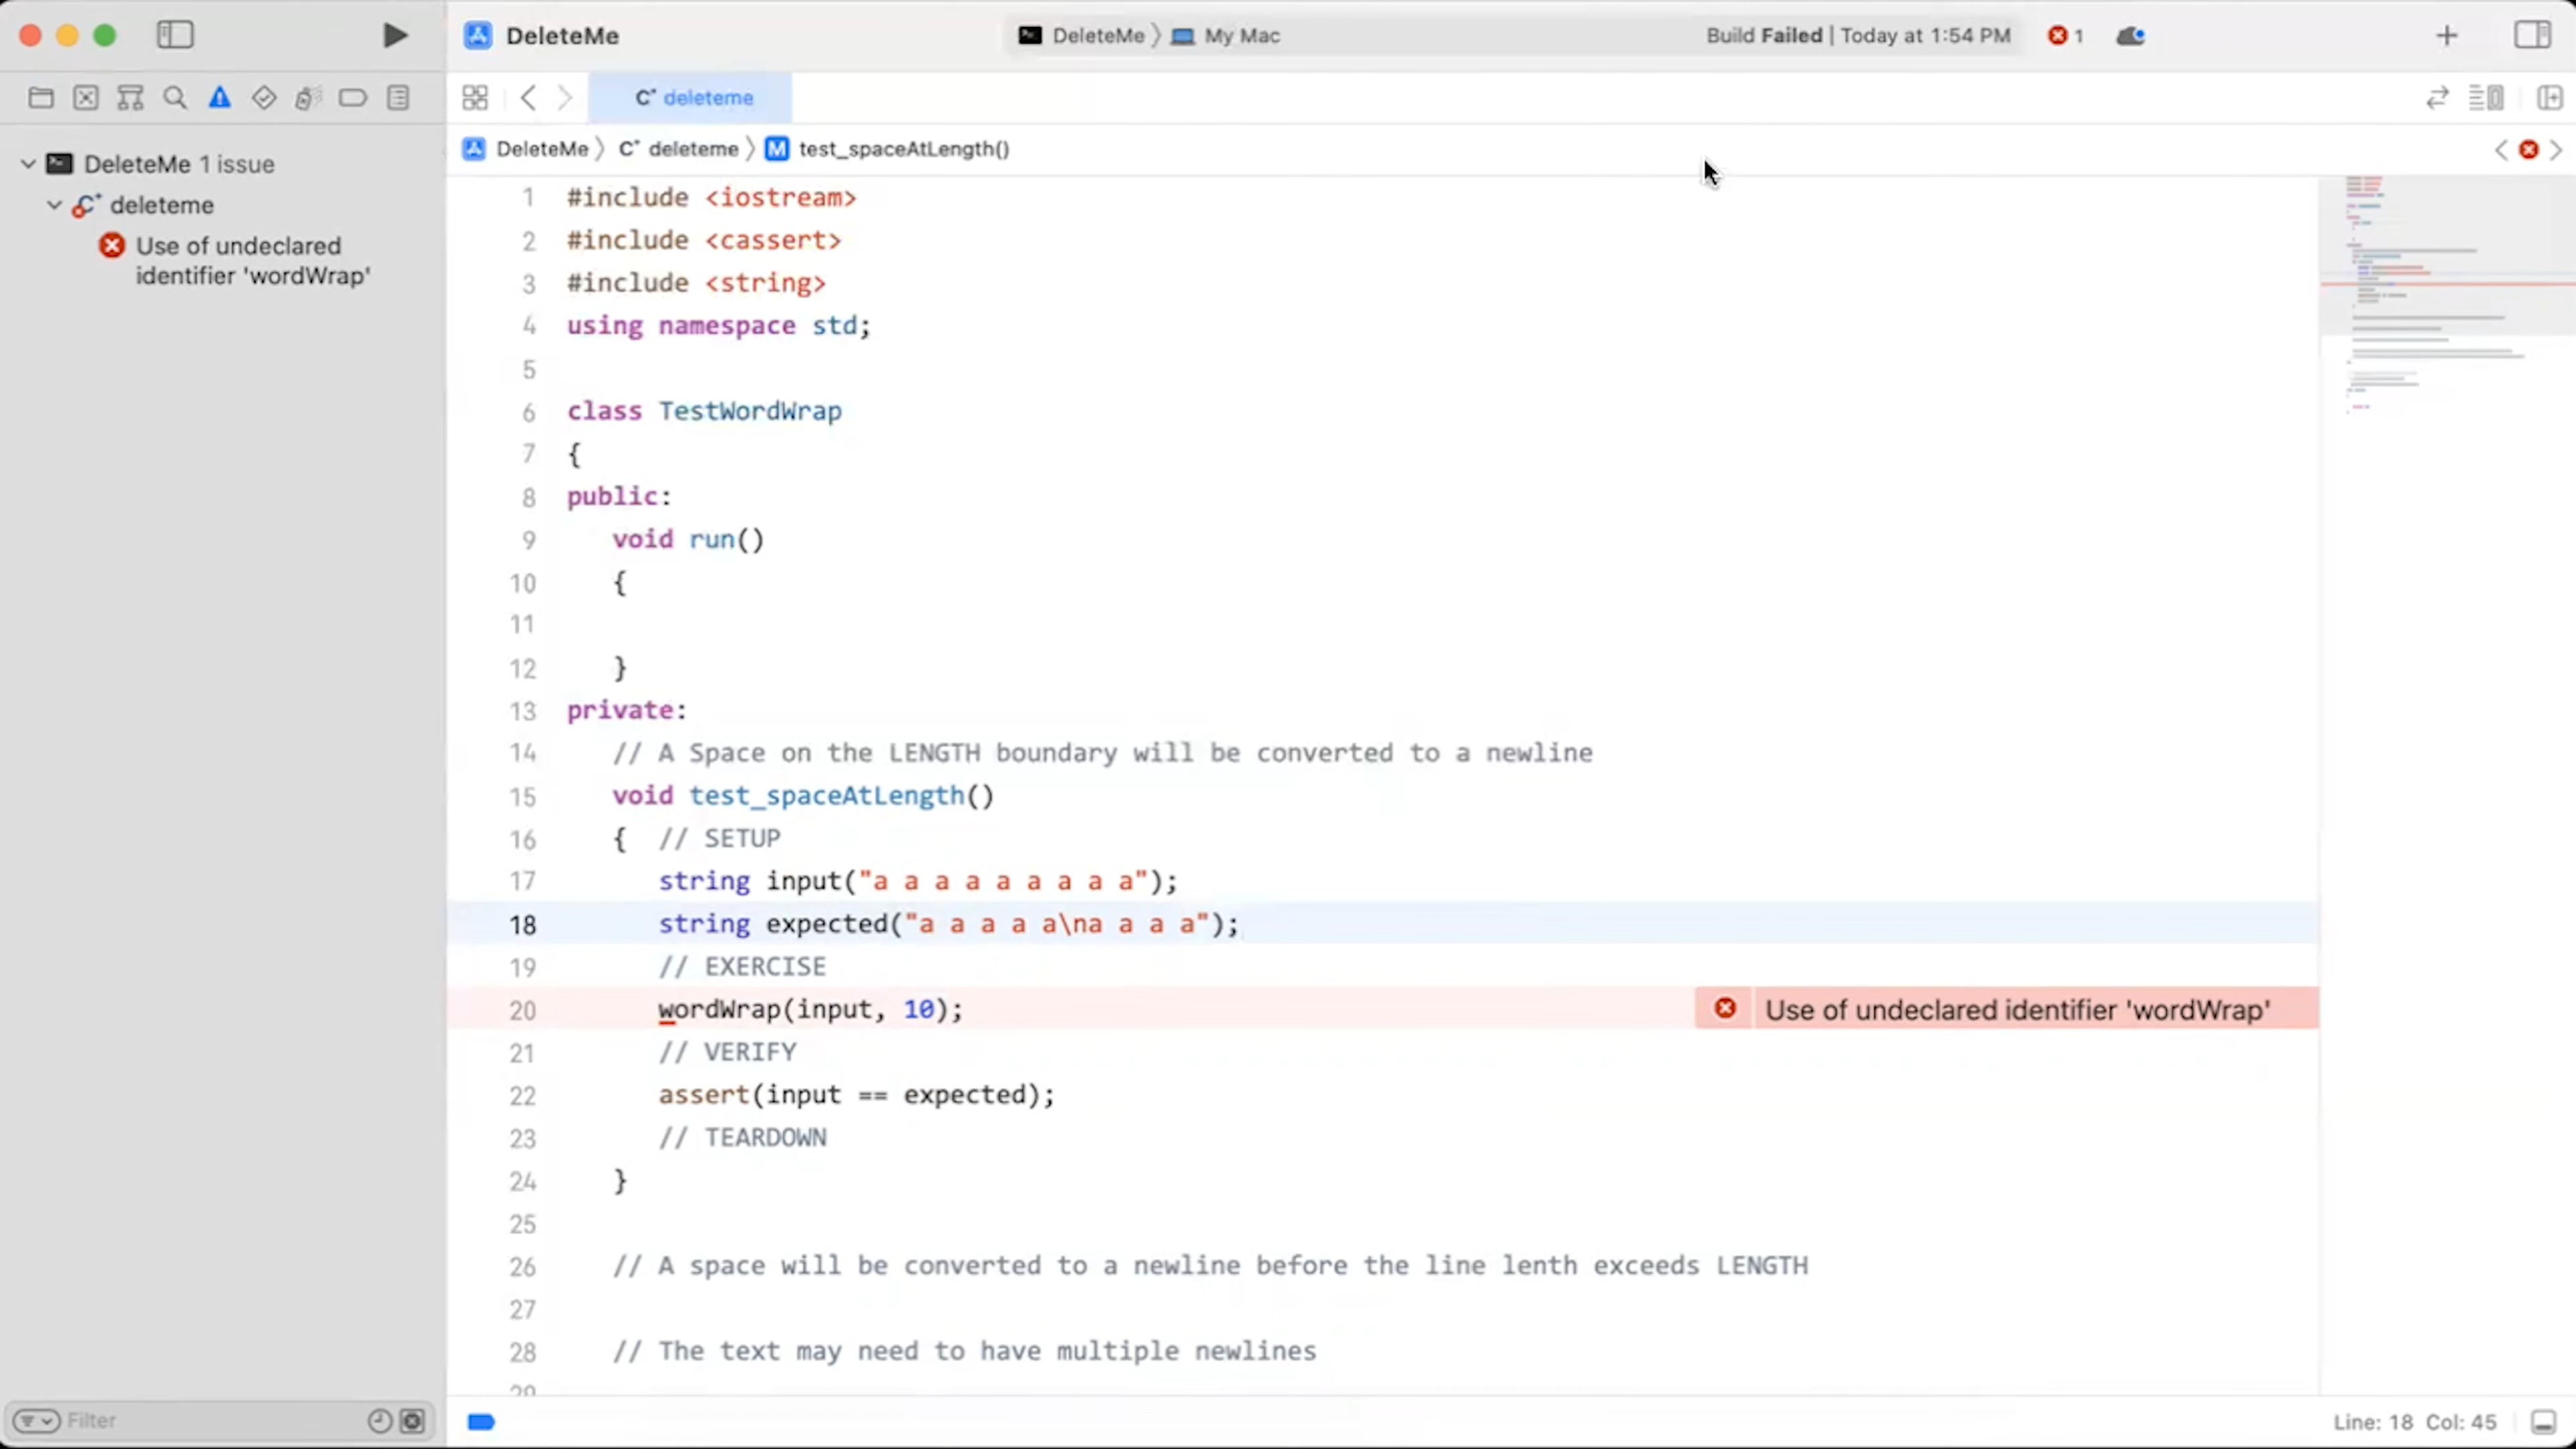 DeleteMe
DeleteMe 〉 My Mac
Build Failed | Today at 1:54 PM
1
deleteme
DeleteMe 〉 deleteme 〉 M test_spaceAtLength()
DeleteMe 1 issue
deleteme
Use of undeclared
identifier 'wordWrap'
1 #include <iostream>
2 #include <cassert>
3 #include <string>
4 using namespace std;
5
6 class TestWordWrap
7 {
8 public:
9 void run()
10 {
11
12 }
13 private:
14 // A Space on the LENGTH boundary will be converted to a newline
15 void test_spaceAtLength()
16 { // SETUP
17 string input("a a a a a a a a a");
18 string expected("a a a a a\na a a a");
19 // EXERCISE
20 wordWrap(input, 10);
Use of undeclared identifier 'wordWrap'
21 // VERIFY
22 assert(input == expected);
23 // TEARDOWN
24 }
25
26 // A space will be converted to a newline before the line lenth exceeds LENGTH
27
28 // The text may need to have multiple newlines
29
Filter
Line: 18 Col: 45